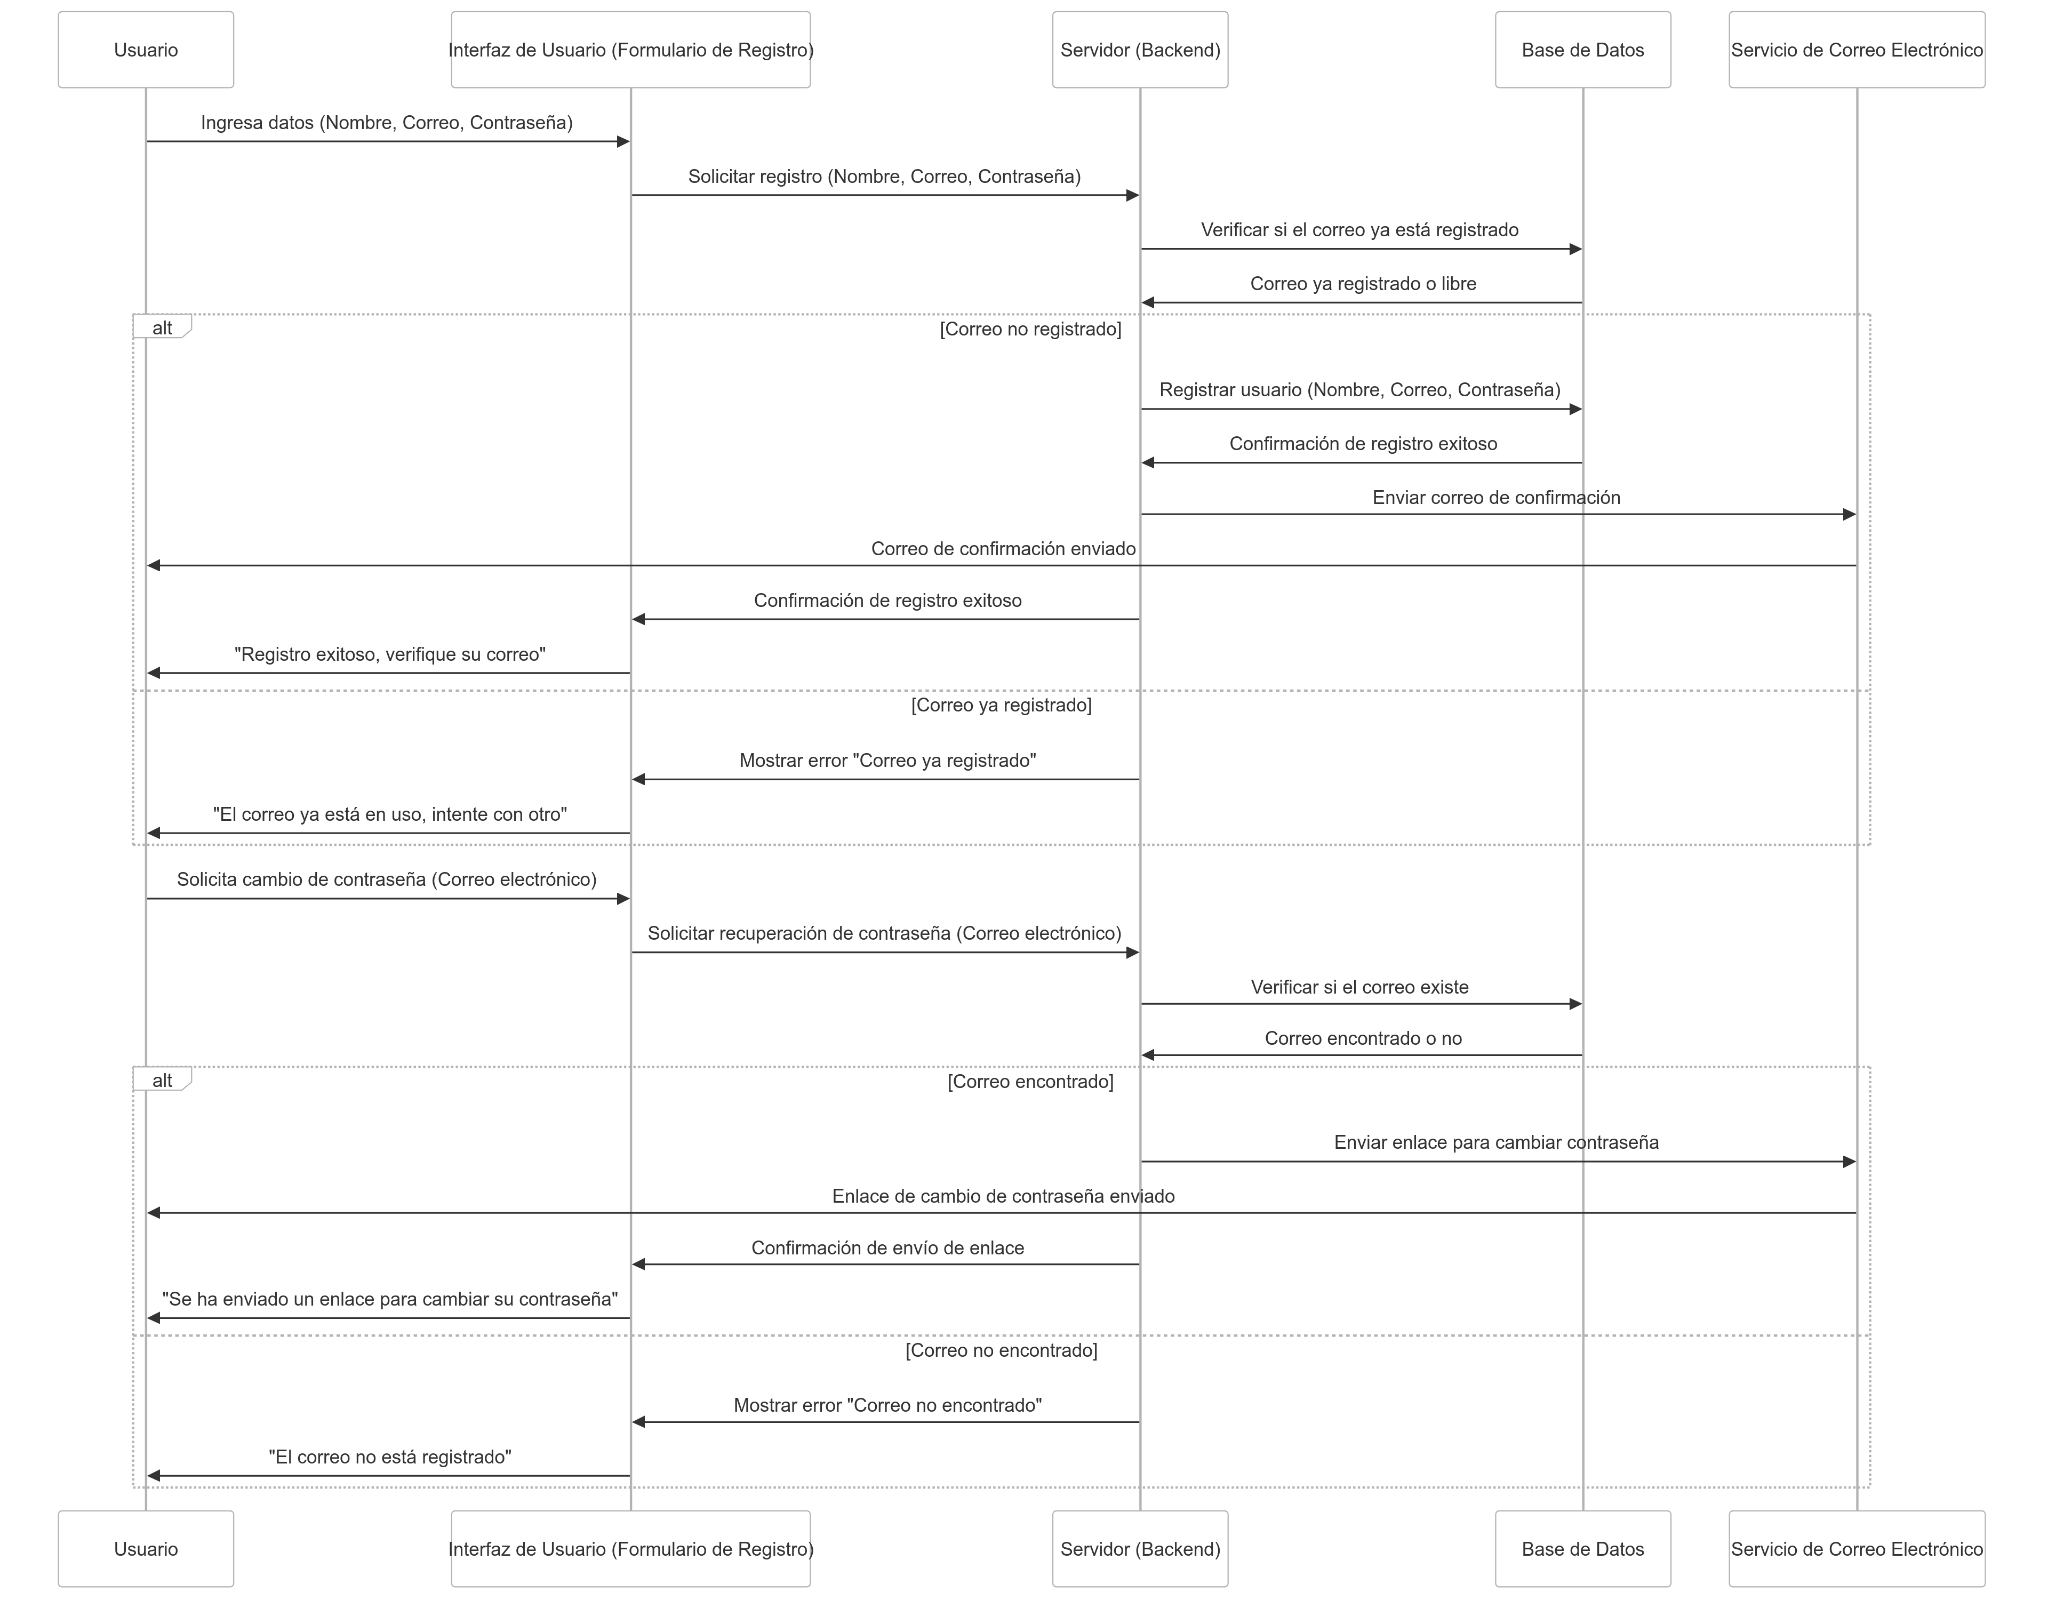 Usuario
Interfaz de Usuario (Formulario de Registro)
Servidor (Backend)
Base de Datos
Servicio de Correo Electrónico
Ingresa datos (Nombre, Correo, Contraseña)
Solicitar registro (Nombre, Correo, Contraseña)
Verificar si el correo ya está registrado
Correo ya registrado o libre
alt
[Correo no registrado]
Registrar usuario (Nombre, Correo, Contraseña)
Confirmación de registro exitoso
Enviar correo de confirmación
Correo de confirmación enviado
Confirmación de registro exitoso
"Registro exitoso, verifique su correo"
[Correo ya registrado]
Mostrar error "Correo ya registrado"
"El correo ya está en uso, intente con otro"
Solicita cambio de contraseña (Correo electrónico)
Solicitar recuperación de contraseña (Correo electrónico)
Verificar si el correo existe
Correo encontrado o no
alt
[Correo encontrado]
Enviar enlace para cambiar contraseña
Enlace de cambio de contraseña enviado
Confirmación de envío de enlace
"Se ha enviado un enlace para cambiar su contraseña"
[Correo no encontrado]
Mostrar error "Correo no encontrado"
"El correo no está registrado"
Usuario
Interfaz de Usuario (Formulario de Registro)
Servidor (Backend)
Base de Datos
Servicio de Correo Electrónico